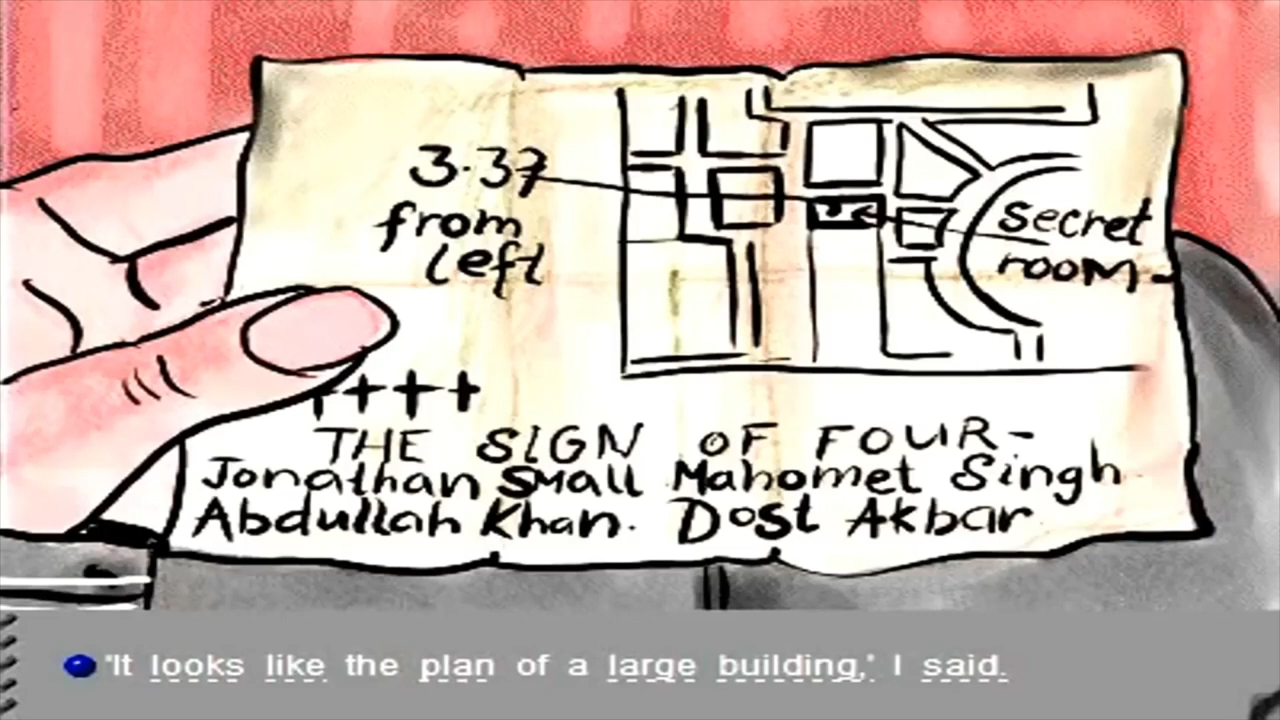 3.37
from
left
secret
room.
++++
THE SIGN OF FOUR-
Jonathan Small Mahomet Singh
Abdullah Khan. Dost Akbar
'It looks like the plan of a large building,' I said.